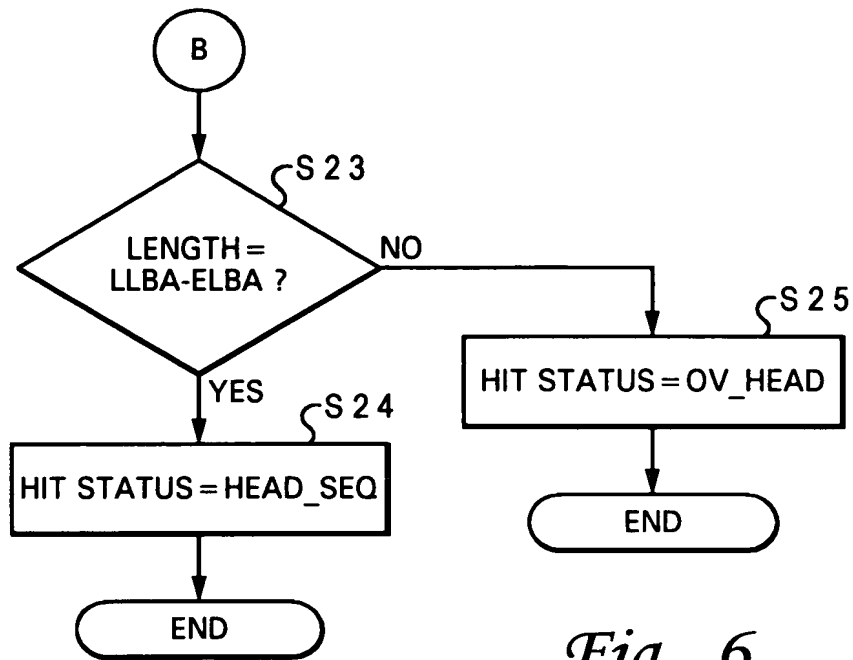 B
S23
LENGTH=
LLBA-ELBA ?
NO
YES
S25
HIT STATUS=OV_HEAD
S24
HIT STATUS=HEAD_SEQ
END
END
Fig. 6